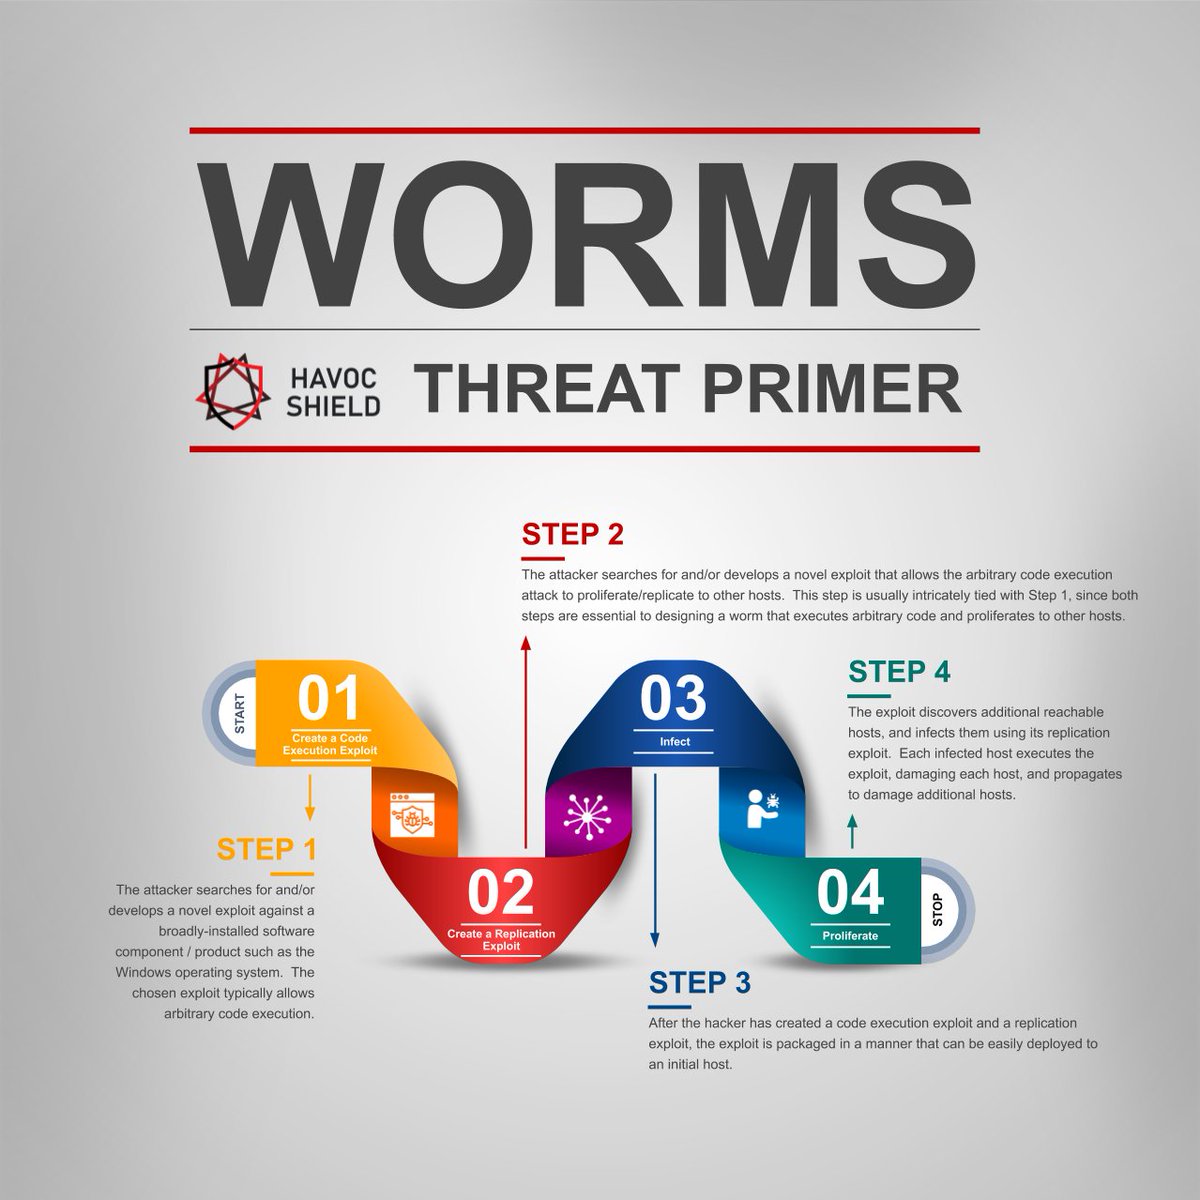 WORMS
HAVOC
SHIELD
THREAT PRIMER
STEP 2
The attacker searches for and/or develops a novel exploit that allows the arbitrary code execution
attack to proliferate/replicate to other hosts.  This step is usually intricately tied with Step 1, since both
steps are essential to designing a worm that executes arbitrary code and proliferates to other hosts.
START
01
Create a Code
Execution Exploit
03
Infect
STEP 4
The exploit discovers additional reachable
hosts, and infects them using its replication
exploit.  Each infected host executes the
exploit, damaging each host, and propagates
to damage additional hosts.
STEP 1
The attacker searches for and/or
develops a novel exploit against a
broadly-installed software
component / product such as the
Windows operating system.  The
chosen exploit typically allows
arbitrary code execution.
02
Create a Replication
Exploit
04
Proliferate
STOP
STEP 3
After the hacker has created a code execution exploit and a replication
exploit, the exploit is packaged in a manner that can be easily deployed to
an initial host.